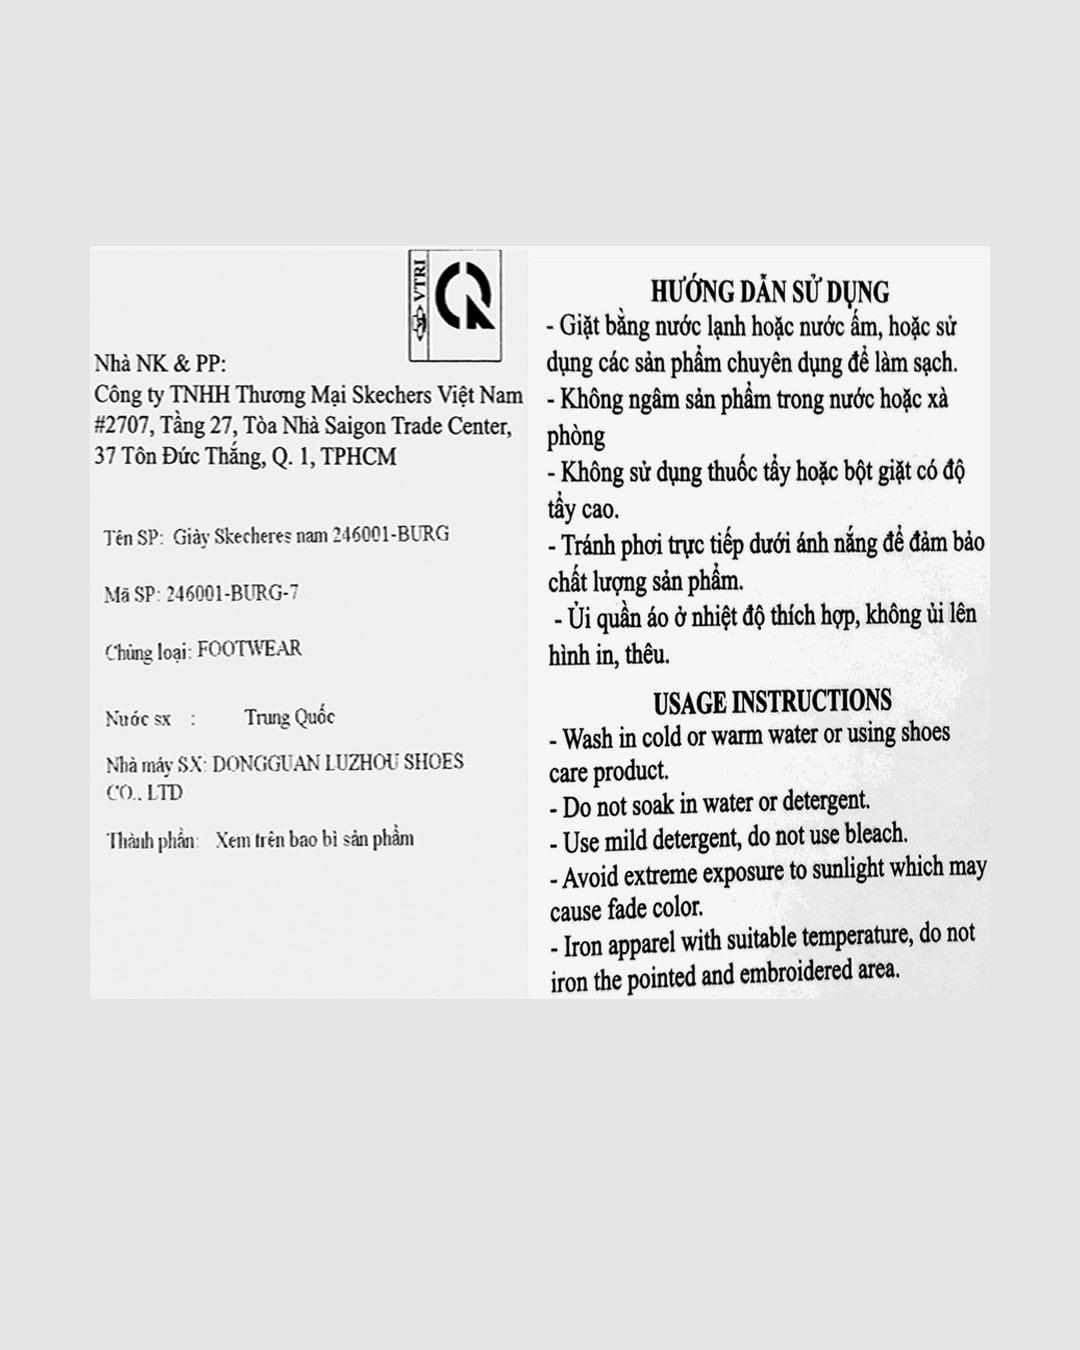 VTRI
Nhà NK & PP:
Công ty TNHH Thương Mại Skechers Việt Nam
#2707, Tầng 27, Tòa Nhà Saigon Trade Center,
37 Tôn Đức Thắng, Q. 1, TPHCM
Tên SP: Giày Skecheres nam 246001-BURG
Mã SP: 246001-BURG-7
Chủng loại: FOOTWEAR
Nước sx : Trung Quốc
Nhà máy SX: DONGGUAN LUZHOU SHOES
CO., LTD
Thành phần: Xem trên bao bì sản phẩm
HƯỚNG DẪN SỬ DỤNG
- Giặt bằng nước lạnh hoặc nước ấm, hoặc sử
dụng các sản phẩm chuyên dụng để làm sạch.
- Không ngâm sản phẩm trong nước hoặc xà
phòng
- Không sử dụng thuốc tẩy hoặc bột giặt có độ
tẩy cao.
- Tránh phơi trực tiếp dưới ánh nắng để đảm bảo
chất lượng sản phẩm.
- Ủi quần áo ở nhiệt độ thích hợp, không ủi lên
hình in, thêu.
USAGE INSTRUCTIONS
- Wash in cold or warm water or using shoes
care product.
- Do not soak in water or detergent.
- Use mild detergent, do not use bleach.
- Avoid extreme exposure to sunlight which may
cause fade color.
- Iron apparel with suitable temperature, do not
iron the pointed and embroidered area.